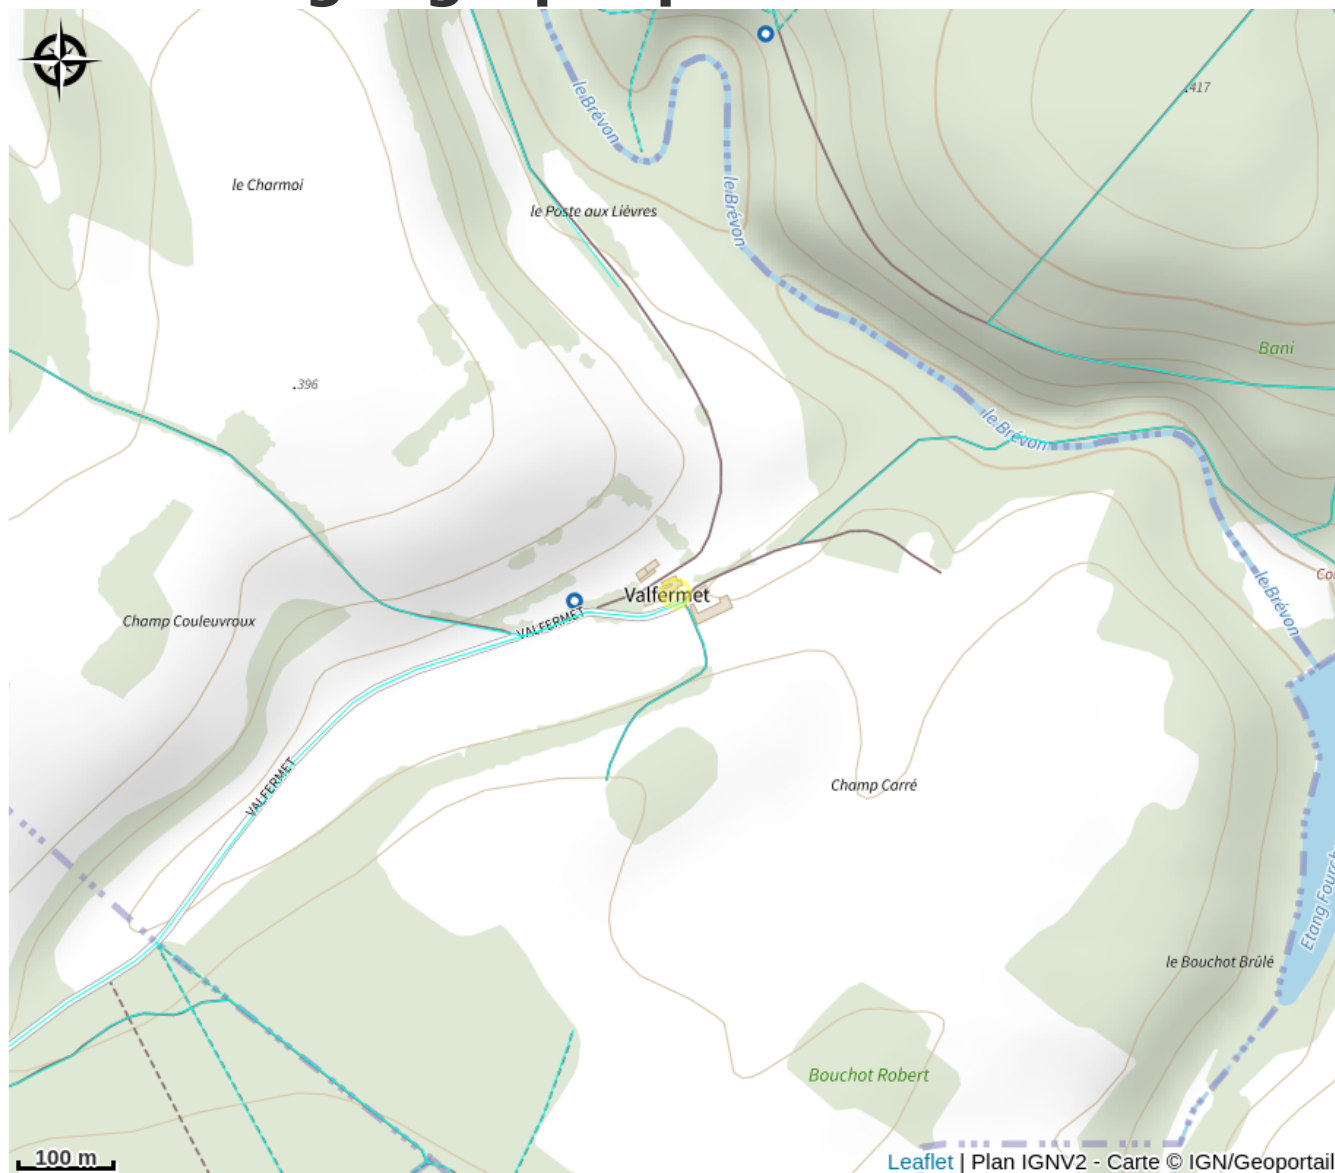 le Brévon
417
le Charmoi
le Poste aux Lièvres
le Brévon
Bani
396
le Brévon
Valfermet
VALFERMET
Champ Couleuvroux
le Brévon
VALFERMET
Champ Carré
Etang Fourch
le Bouchot Brûlé
Bouchot Robert
100 m
Leaflet | Plan IGNV2 - Carte © IGN/Geoportail